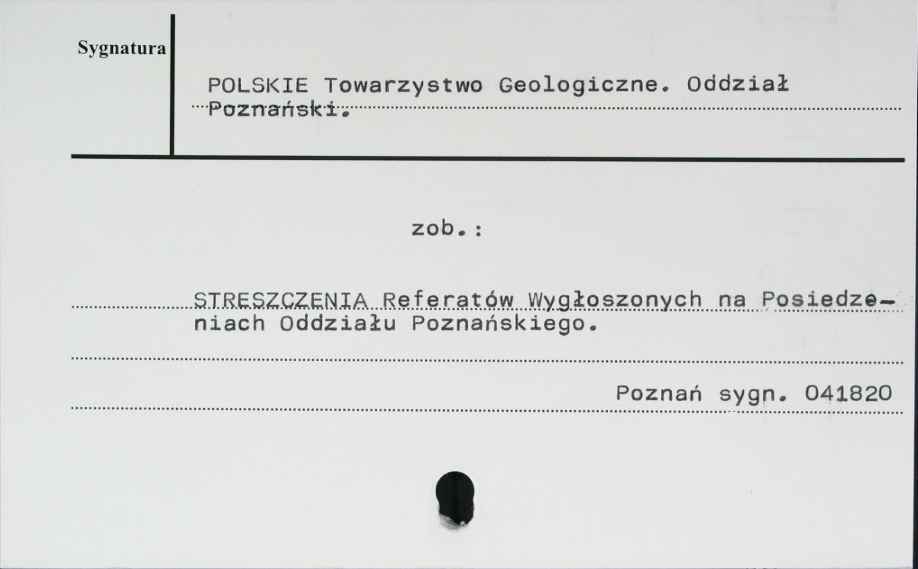 Sygnatura
POLSKIE Towarzystwo Geologiczne. Oddział
Poznański.
zob.:
STRESZCZENIA Referatów Wygłoszonych na Posiedze-
niach Oddziału Poznańskiego.
Poznań sygn. 041820